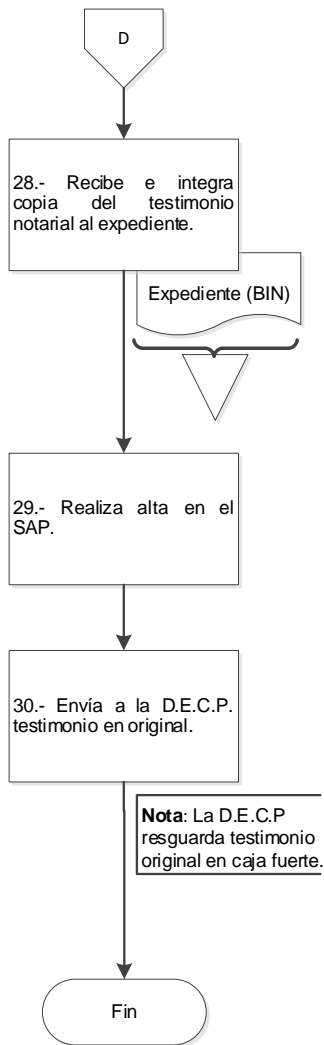 D
28.- Recibe e integra
copia del testimonio
notarial al expediente.
Expediente (BIN)
29.- Realiza alta en el
SAP.
30.- Envía a la D.E.C.P.
testimonio en original.
Nota: La D.E.C.P
resguarda testimonio
original en caja fuerte.
Fin